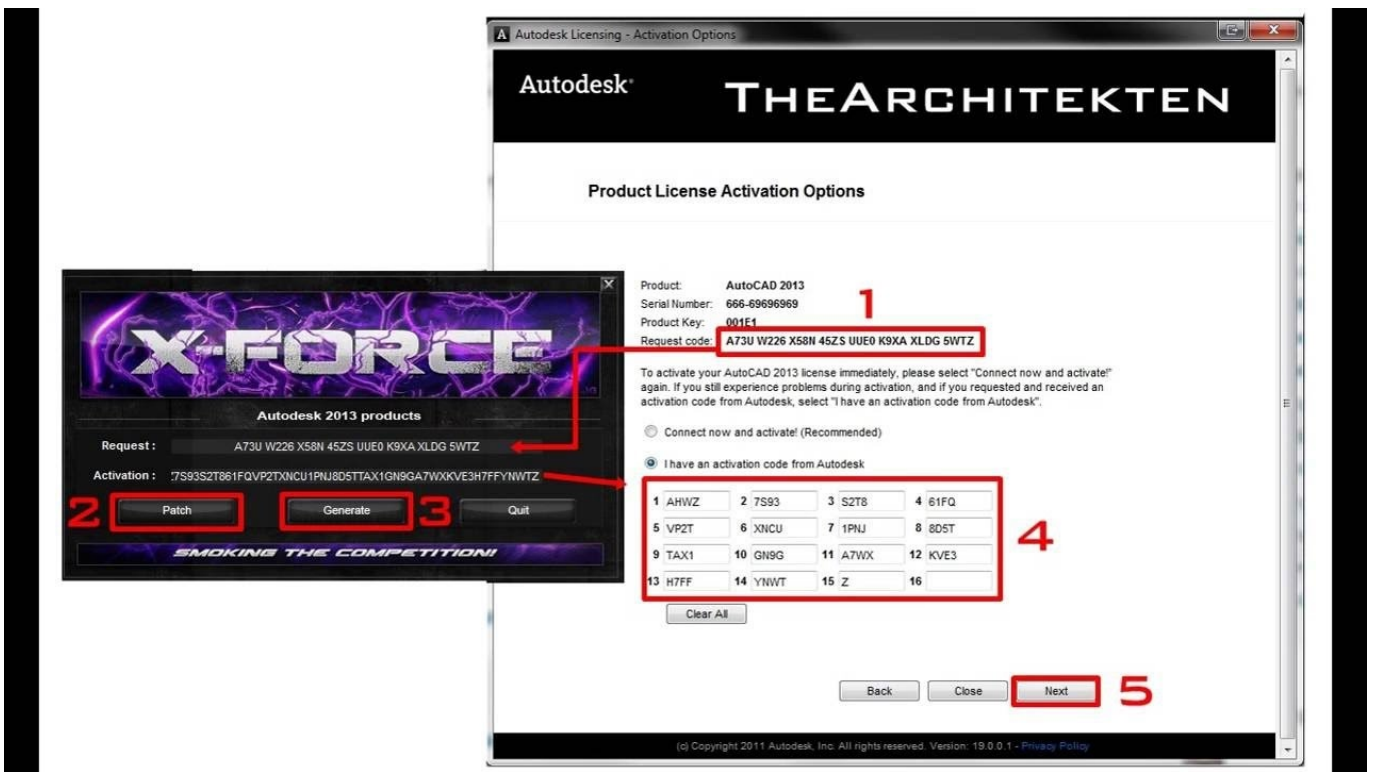 Autodesk Licensing - Activation Options
Autodesk®
THEARCHITEKTEN
Product License Activation Options
Product: AutoCAD 2013
Serial Number: 666-69696969
Product Key: 001E1
1
Request code: A73U W226 X58N 45ZS UUE0 K9XA XLDG 5WTZ
To activate your AutoCAD 2013 license immediately, please select "Connect now and activate!"
again. If you still experience problems during activation, and if you requested and received an
activation code from Autodesk, select "I have an activation code from Autodesk".
Connect now and activate! (Recommended)
I have an activation code from Autodesk
1 AHWZ 2 7S93 3 S2T8 4 61FQ
5 VP2T 6 XNCU 7 1PNJ 8 8D5T
9 TAX1 10 GN9G 11 A7WX 12 KVE3
13 H7FF 14 YNWT 15 Z 16
4
Clear All
Back Close Next 5
(c) Copyright 2011 Autodesk, Inc. All rights reserved. Version: 19.0.0.1 - Privacy Policy
X-FORCE
Autodesk 2013 products
Request : A73U W226 X58N 45ZS UUE0 K9XA XLDG 5WTZ
Activation : 7S93S2T861FQVP2TXNCU1PNJ8D5TTAX1GN9GA7WXKVE3H7FFYNWTZ
2 Patch Generate 3 Quit
SMOKING THE COMPETITION!